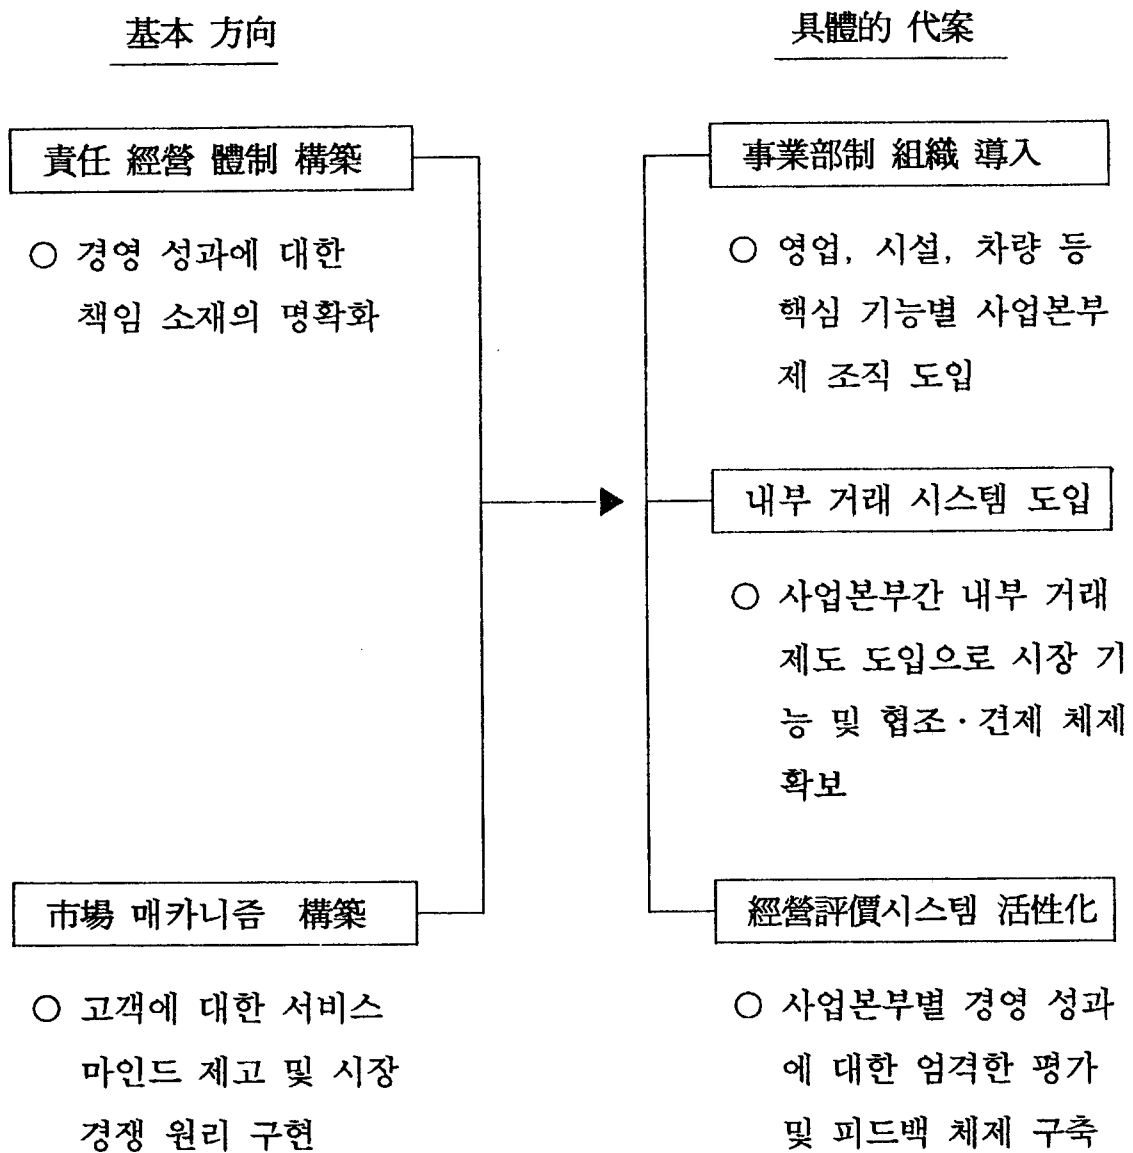 基本 方向
責任 經營 體制 構築
○ 경영 성과에 대한
책임 소재의 명확화
市場 매카니즘 構築
○ 고객에 대한 서비스
마인드 제고 및 시장
경쟁 원리 구현
具體的 代案
事業部制 組織 導入
○ 영업, 시설, 차량 등
핵심 기능별 사업본부
제 조직 도입
내부 거래 시스템 도입
○ 사업본부간 내부 거래
제도 도입으로 시장 기
능 및 협조·견제 체제
확보
經營評價시스템 活性化
○ 사업본부별 경영 성과
에 대한 엄격한 평가
및 피드백 체제 구축